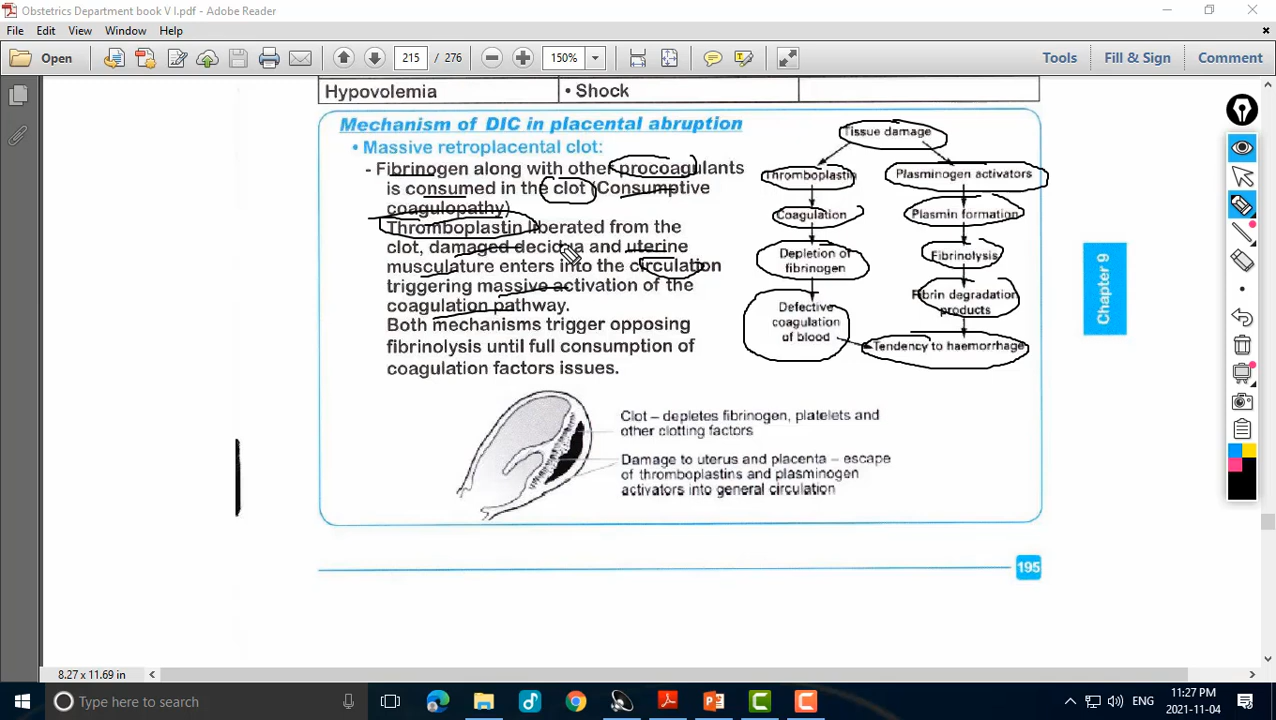 Obstetrics Department book V I.pdf - Adobe Reader
File Edit View Window Help
Open 215 / 276 150% Tools Fill & Sign Comment
Hypovolemia • Shock
Mechanism of DIC in placental abruption
• Massive retroplacental clot:
- Fibrinogen along with other procoagulants
is consumed in the clot (Consumptive
coagulopathy)
Thromboplastin liberated from the
clot, damaged decidua and uterine
musculature enters into the circulation
triggering massive activation of the
coagulation pathway.
Both mechanisms trigger opposing
fibrinolysis until full consumption of
coagulation factors issues.
Tissue damage
Thromboplastin
Plasminogen activators
Coagulation
Plasmin formation
Depletion of
fibrinogen
Fibrinolysis
Defective
coagulation
of blood
Fibrin degradation
products
Tendency to haemorrhage
Clot – depletes fibrinogen, platelets and
other clotting factors
Damage to uterus and placenta – escape
of thromboplastins and plasminogen
activators into general circulation
Chapter 9
195
8.27 x 11.69 in
Type here to search
ENG
11:27 PM
2021-11-04